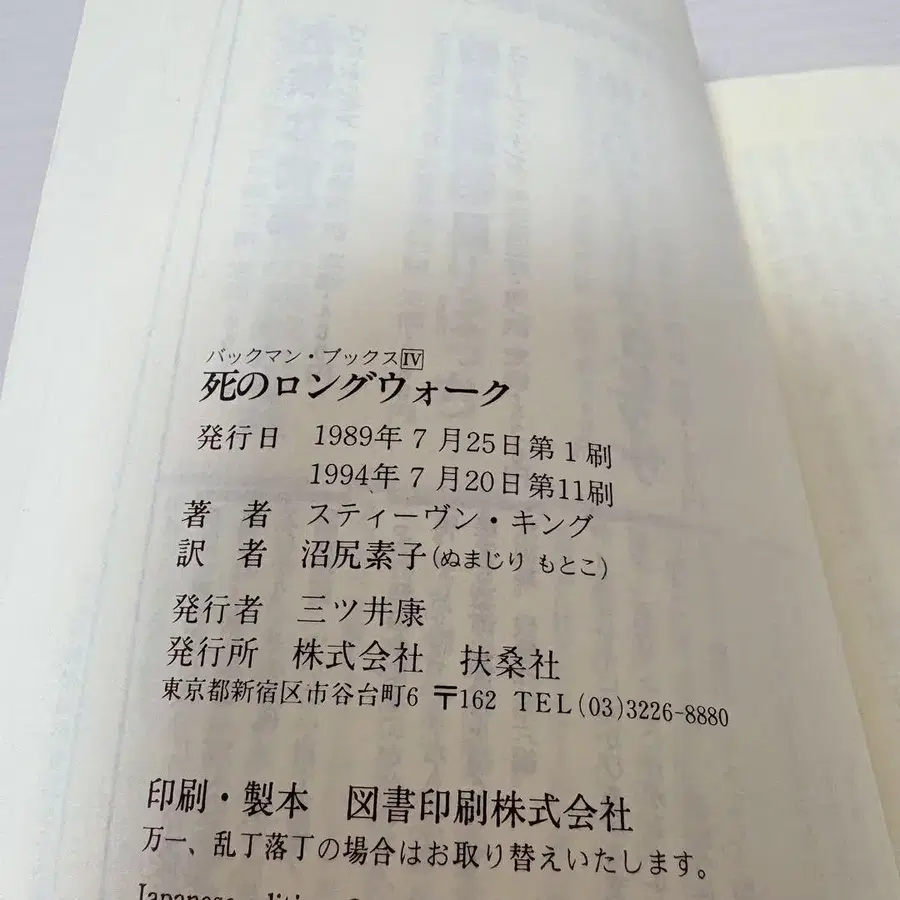 バックマン・ブックスⅣ
死のロングウォーク
発行日 1989年7月25日第1刷
1994年7月20日第11刷
著者 スティーヴン・キング
訳者 沼尻素子(ぬまじり もとこ)
発行者 三ツ井康
発行所 株式会社 扶桑社
東京都新宿区市谷台町6 〒162 TEL(03)3226-8880
印刷・製本 図書印刷株式会社
万一、乱丁落丁の場合はお取り替えいたします。
Japanese edition